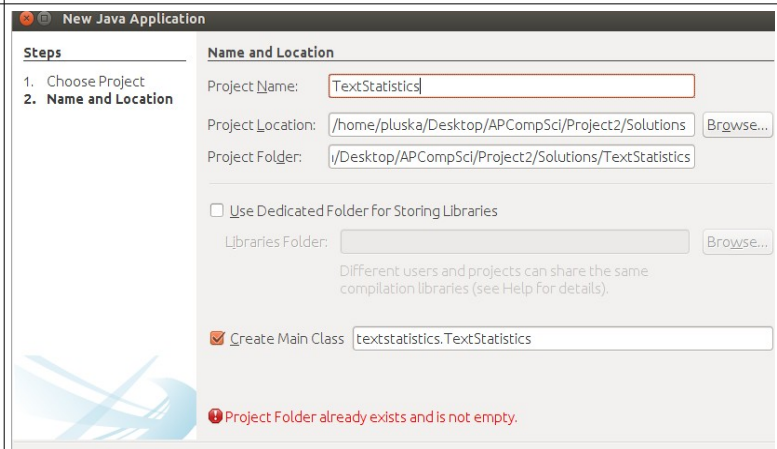 New Java Application
Steps
1. Choose Project
2. Name and Location
Name and Location
Project Name: TextStatistics
Project Location: /home/pluska/Desktop/APCompSci/Project2/Solutions Browse...
Project Folder: /Desktop/APCompSci/Project2/Solutions/TextStatistics
Use Dedicated Folder for Storing Libraries
Libraries Folder: Browse...
Different users and projects can share the same
compilation libraries (see Help for details).
Create Main Class textstatistics.TextStatistics
Project Folder already exists and is not empty.